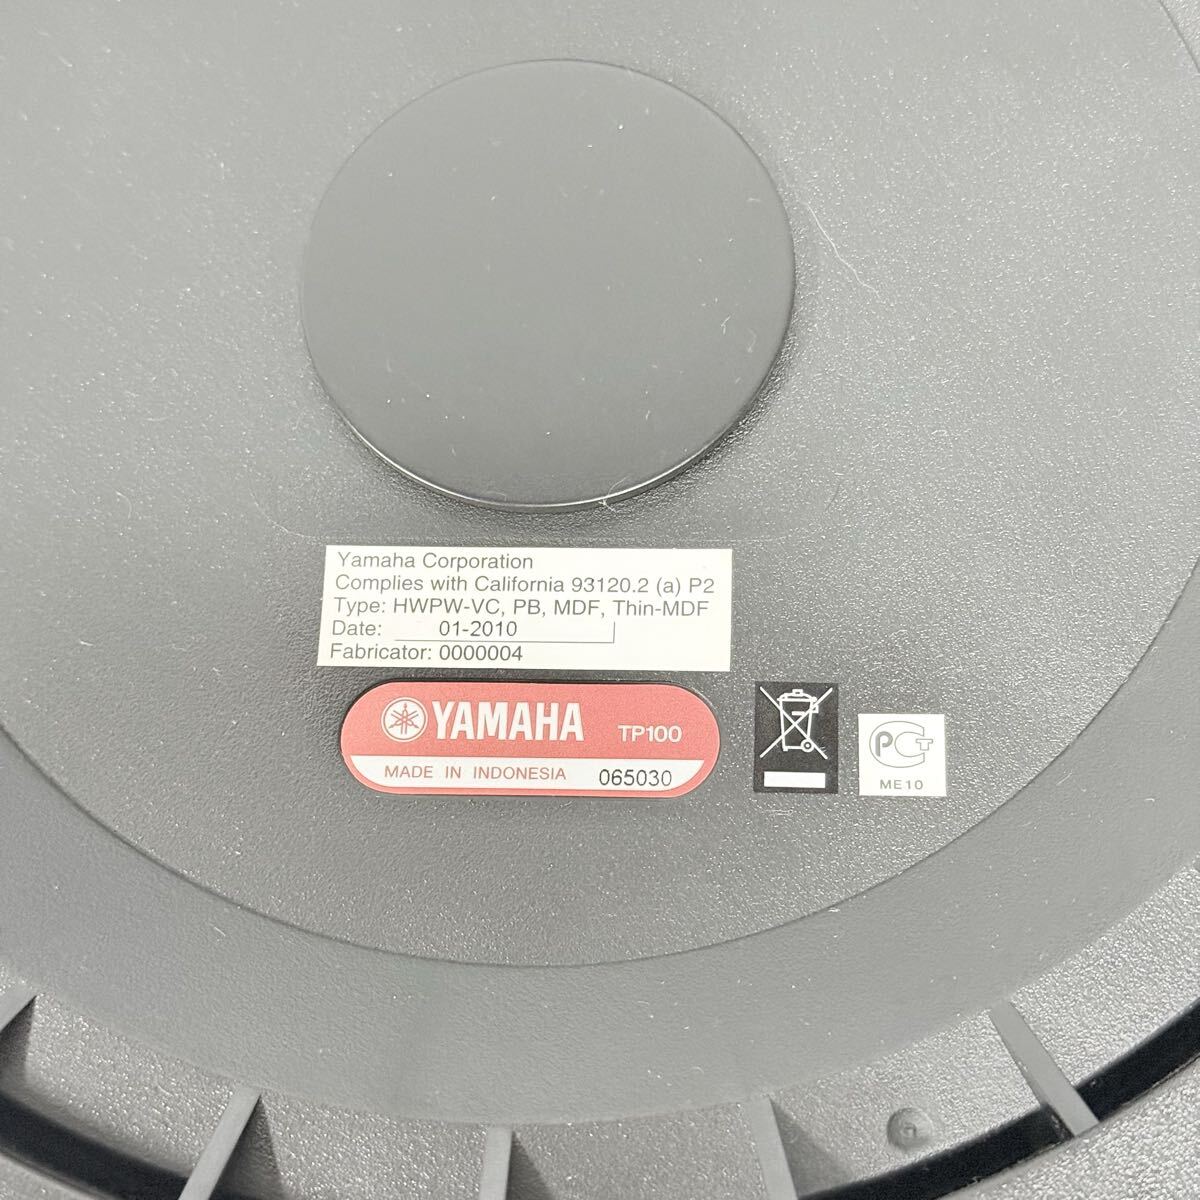 Yamaha Corporation
Complies with California 93120.2 (a) P2
Type: HWPW-VC, PB, MDF, Thin-MDF
Date: 01-2010
Fabricator: 0000004
YAMAHA TP100
MADE IN INDONESIA 065030
PCT
ME10